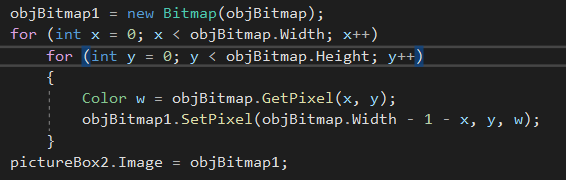 objBitmap1 = new Bitmap(objBitmap);
for (int x = 0; x < objBitmap.Width; x++)
for (int y = 0; y < objBitmap.Height; y++)
{
Color w = objBitmap.GetPixel(x, y);
objBitmap1.SetPixel(objBitmap.Width - 1 - x, y, w);
}
pictureBox2.Image = objBitmap1;